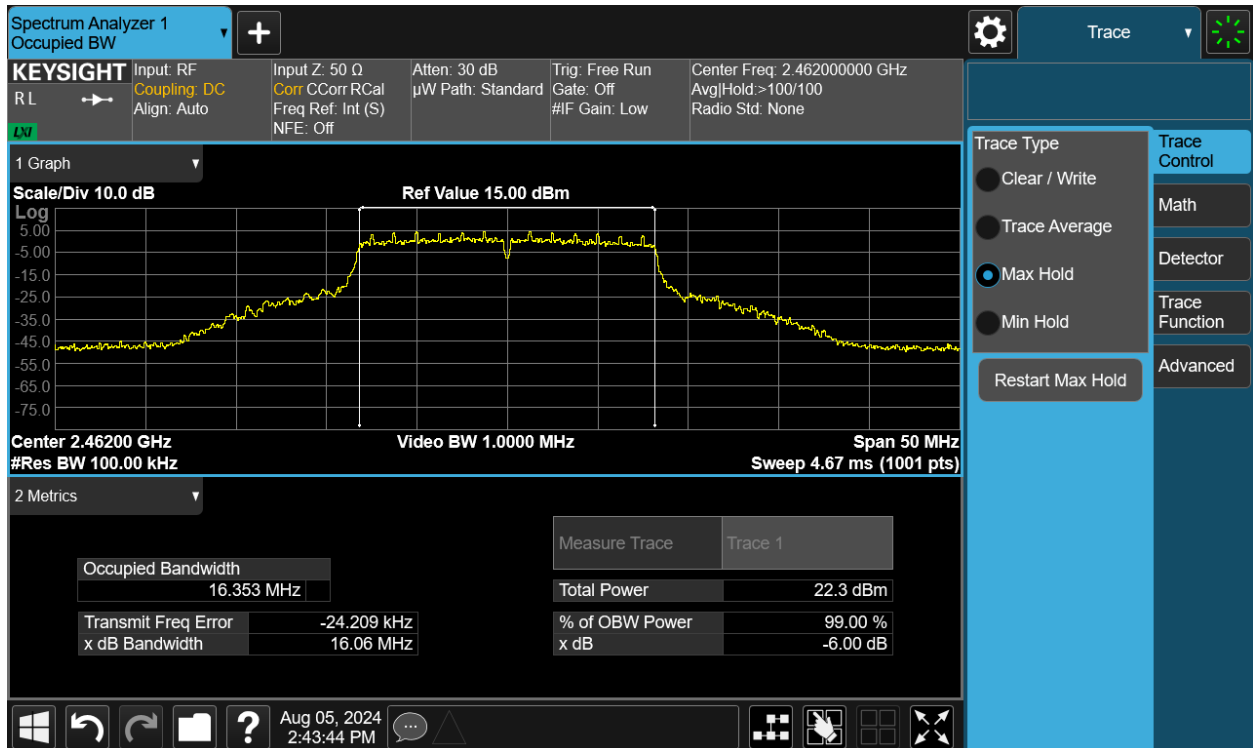 Spectrum Analyzer 1
Occupied BW
+
Trace
KEYSIGHT
R L
LXI
Input: RF
Coupling: DC
Align: Auto
Input Z: 50 Ω
Corr CCorr RCal
Freq Ref: Int (S)
NFE: Off
Atten: 30 dB
µW Path: Standard
Trig: Free Run
Gate: Off
#IF Gain: Low
Center Freq: 2.462000000 GHz
Avg|Hold:>100/100
Radio Std: None
1 Graph
Scale/Div 10.0 dB
Ref Value 15.00 dBm
Log
5.00
-5.00
-15.0
-25.0
-35.0
-45.0
-55.0
-65.0
-75.0
Center 2.46200 GHz
Video BW 1.0000 MHz
Span 50 MHz
#Res BW 100.00 kHz
Sweep 4.67 ms (1001 pts)
2 Metrics
Measure Trace
Trace 1
Occupied Bandwidth
16.353 MHz
Total Power
22.3 dBm
Transmit Freq Error
-24.209 kHz
% of OBW Power
99.00 %
x dB Bandwidth
16.06 MHz
x dB
-6.00 dB
Trace Type
Clear / Write
Trace Average
Max Hold
Min Hold
Restart Max Hold
Trace
Control
Math
Detector
Trace
Function
Advanced
?
Aug 05, 2024
2:43:44 PM